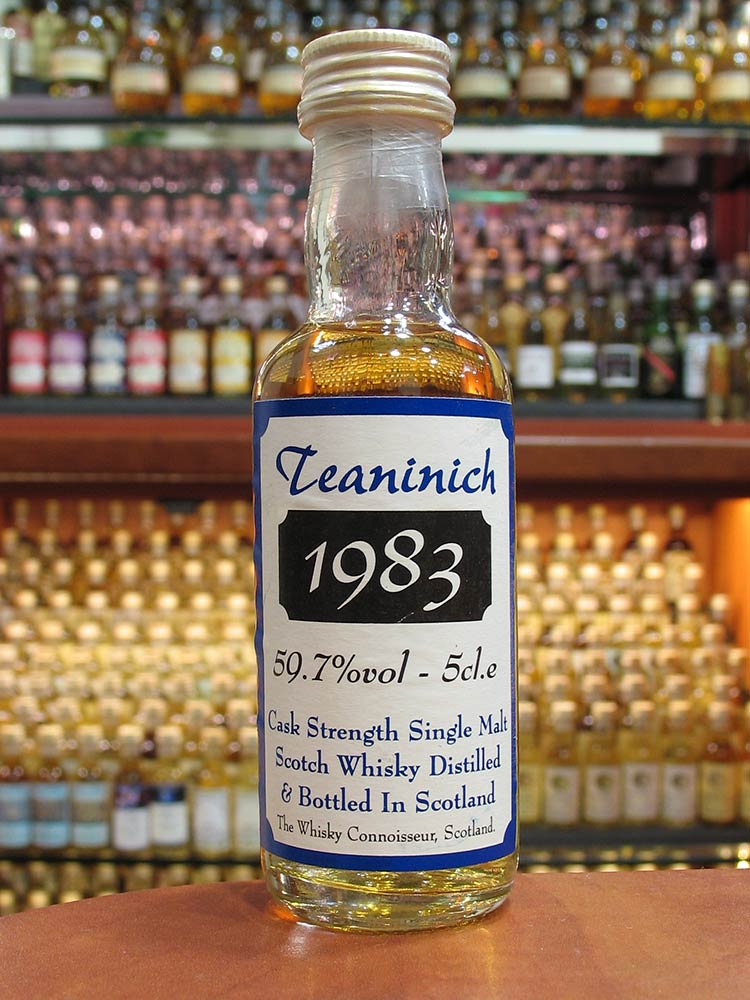 Teaninich
1983
59.7%vol - 5cl.e
Cask Strength Single Malt
Scotch Whisky Distilled
& Bottled In Scotland
The Whisky Connoisseur, Scotland.